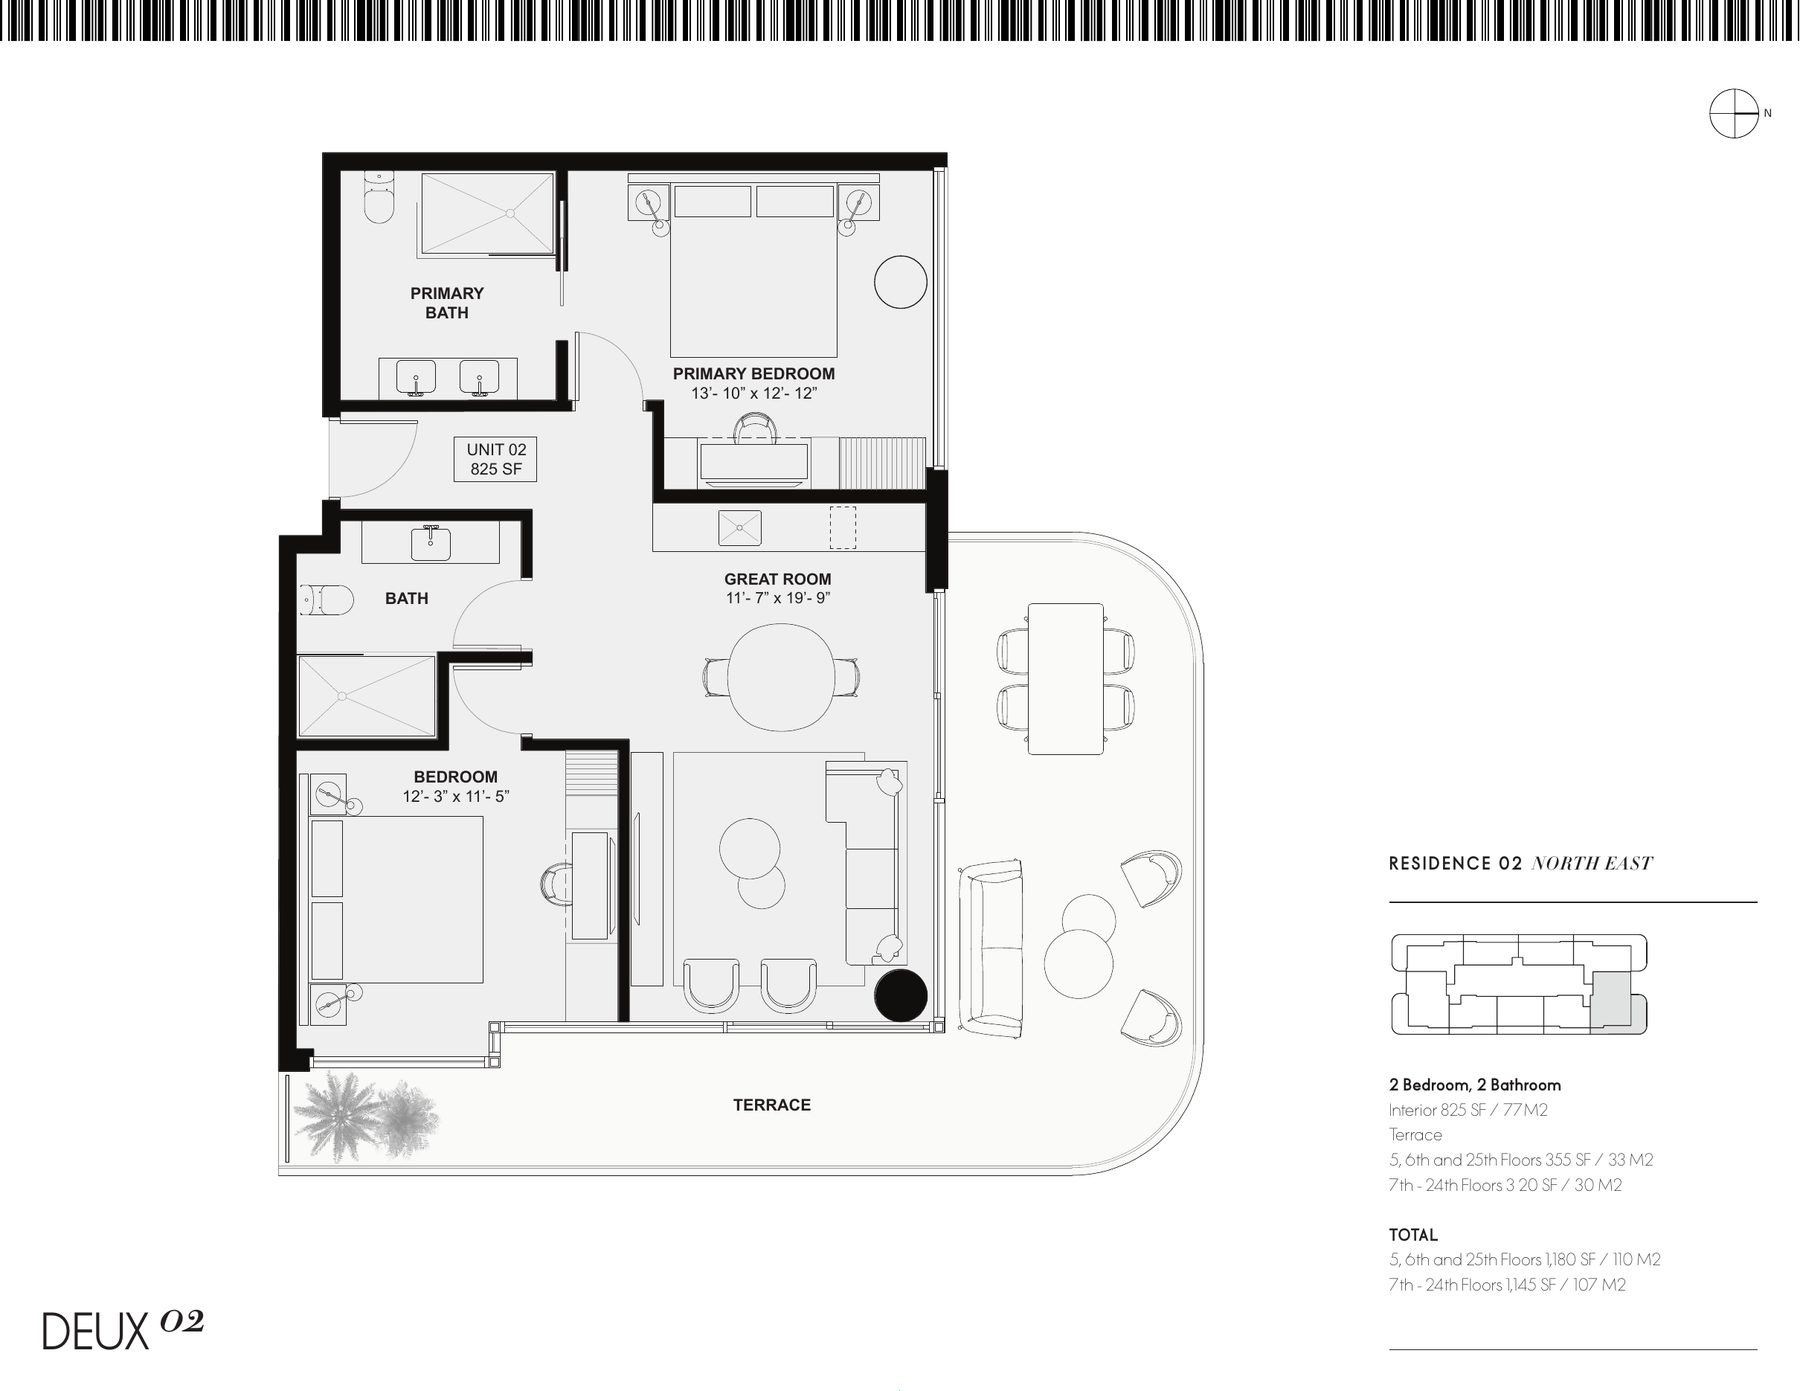 N
PRIMARY
BATH
PRIMARY BEDROOM
13’- 10” x 12’- 12”
UNIT 02
825 SF
GREAT ROOM
11’- 7” x 19’- 9”
BATH
BEDROOM
12’- 3” x 11’- 5”
TERRACE
RESIDENCE 02 NORTH EAST
2 Bedroom, 2 Bathroom
Interior 825 SF / 77M2
Terrace
5, 6th and 25th Floors 355 SF / 33 M2
7th - 24th Floors 3 20 SF / 30 M2
TOTAL
5, 6th and 25th Floors 1,180 SF / 110 M2
7th - 24th Floors 1,145 SF / 107 M2
DEUX 02